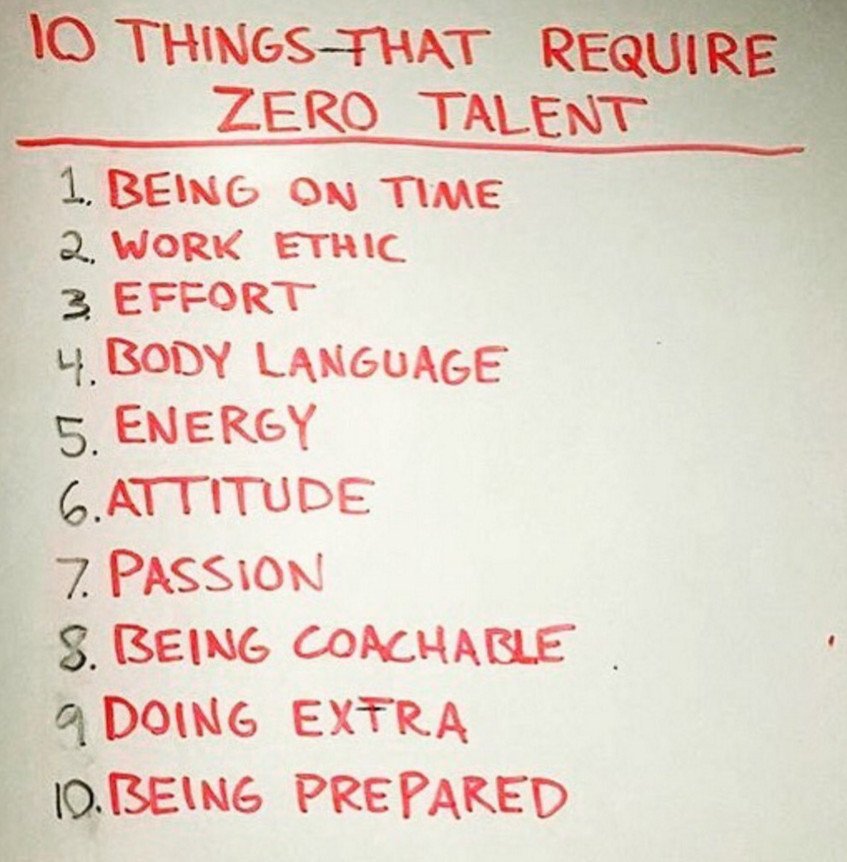 10 THINGS THAT REQUIRE
ZERO TALENT
1. BEING ON TIME
2. WORK ETHIC
3. EFFORT
4. BODY LANGUAGE
5. ENERGY
6. ATTITUDE
7. PASSION
8. BEING COACHABLE
9 DOING EXTRA
10. BEING PREPARED